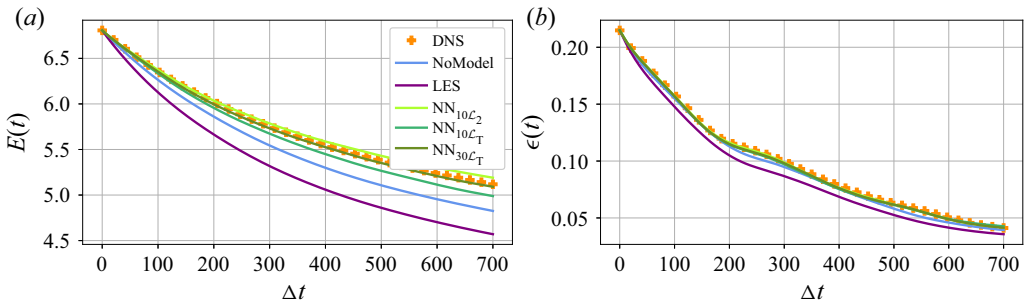 (a)
6.5
6.0
5.5
5.0
4.5
E(t)
0 100 200 300 400 500 600 700
Δt
DNS
NoModel
LES
NN10ℒ2
NN10ℒT
NN30ℒT
(b)
0.20
0.15
0.10
0.05
ϵ(t)
0 100 200 300 400 500 600 700
Δt